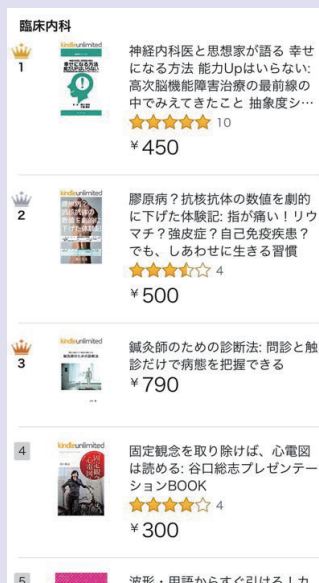 臨床内科
kindleunlimited
1
神経内科医と思想家が語る 幸せ
になる方法 能力Upはいらない:
高次脳機能障害治療の最前線の
中でみえてきたこと 抽象度シ…
10
¥450
kindleunlimited
2
膠原病？抗核抗体の数値を劇的
に下げた体験記: 指が痛い！リウ
マチ？強皮症？自己免疫疾患？
でも、しあわせに生きる習慣
4
¥500
kindleunlimited
3
鍼灸師のための診断法: 問診と触
診だけで病態を把握できる
¥790
4
kindleunlimited
固定観念を取り除けば、心電図
は読める: 谷口総志プレゼンテー
ションBOOK
4
¥300
5
波形・用語からすぐ引ける！カ